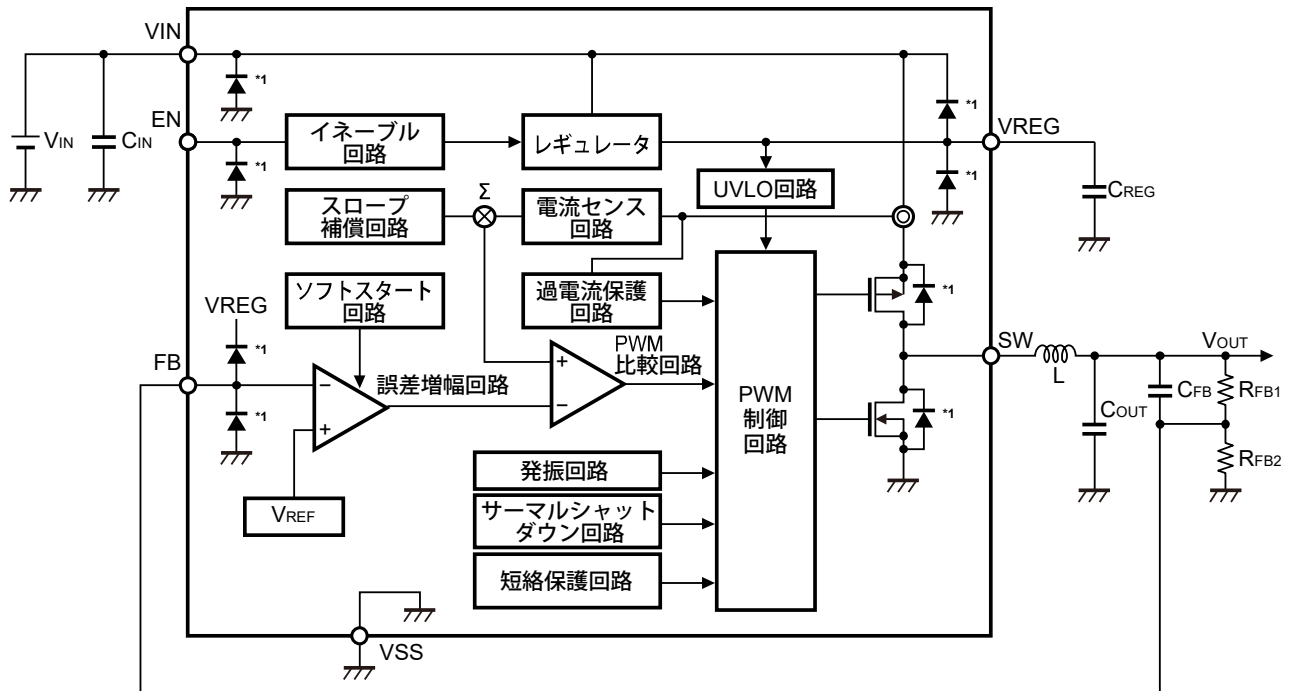 VIN
*1
*1
EN
イネーブル
回路
レギュレータ
VREG
VIN
CIN
*1
UVLO回路
*1
CREG
スロープ
補償回路
Σ
電流センス
回路
ソフトスタート
回路
過電流保護
回路
*1
VREG
*1
PWM
比較回路
SW
VOUT
FB
−
+
誤差増幅回路
+
−
L
*1
PWM
制御
回路
*1
COUT
CFB
RFB1
RFB2
VREF
発振回路
サーマルシャット
ダウン回路
短絡保護回路
VSS